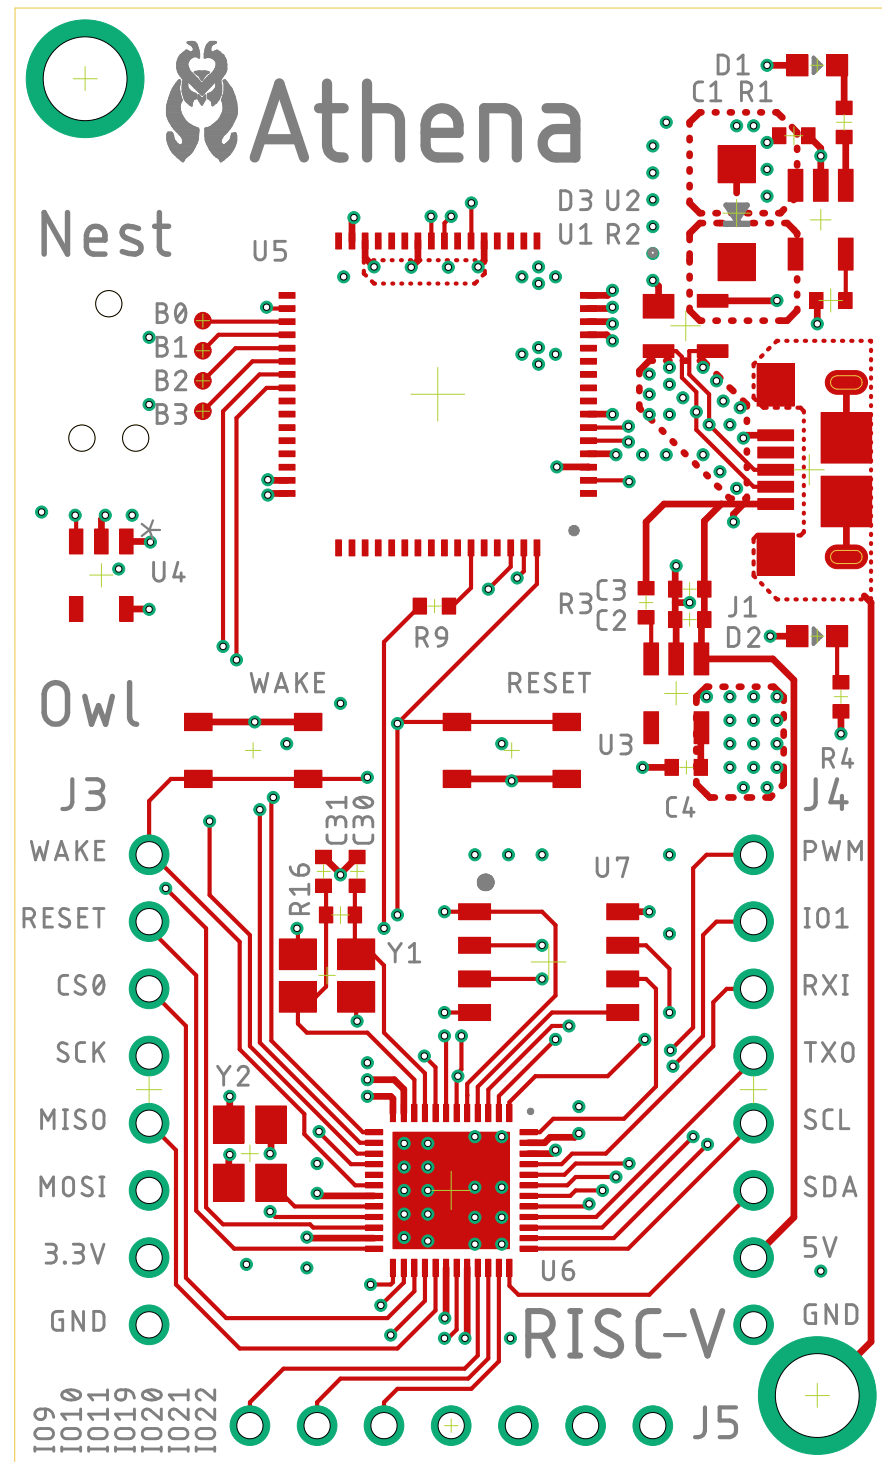 Athena
D1
C1 R1
D3 U2
U1 R2
Nest
U5
B0
B1
B2
B3
*
U4
R9
C3
R3
C2
J1
D2
Owl
WAKE
RESET
U3
R4
C4
J3
J4
C31
C30
WAKE
PWM
U7
R16
RESET
IO1
Y1
CS0
RXI
SCK
TXO
Y2
MISO
SCL
MOSI
SDA
3.3V
5V
U6
GND
GND
RISC-V
IO9
IO10
IO11
IO19
IO20
IO21
IO22
J5